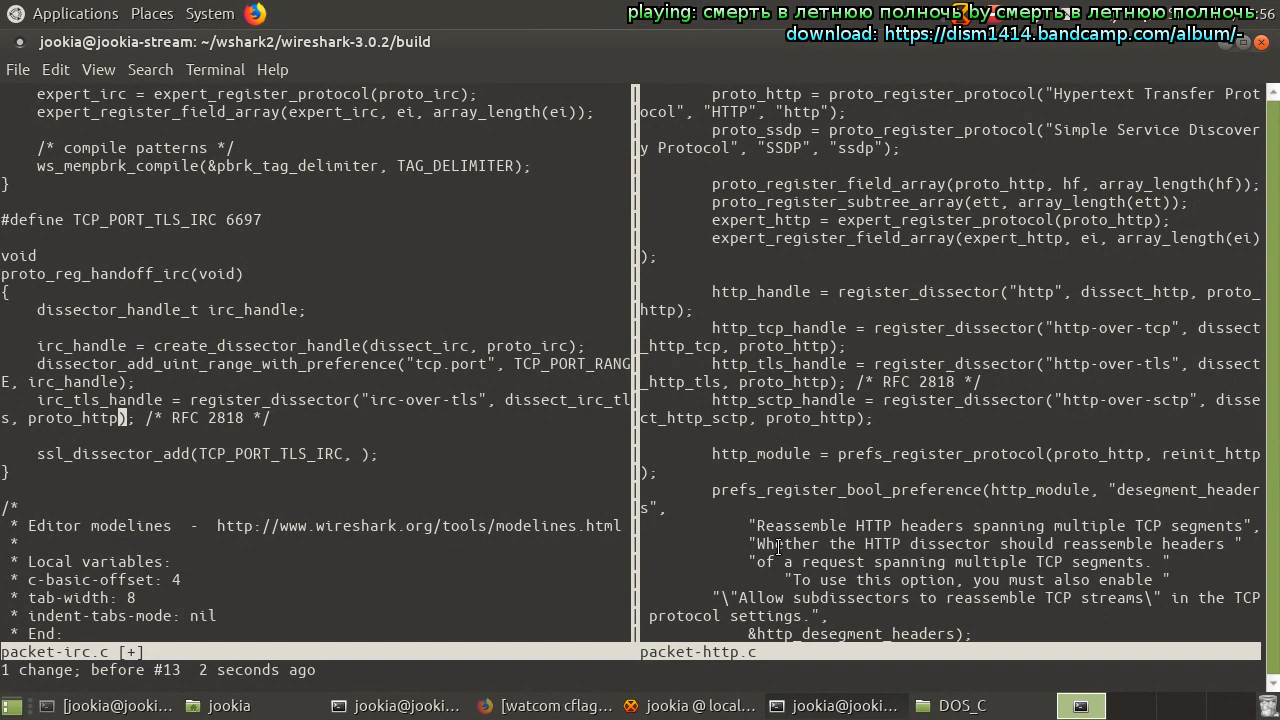 Applications Places System
playing: смерть в летнюю полночь by смерть в летнюю полночь
:56
download: https://dism1414.bandcamp.com/album/-
jookia@jookia-stream: ~/wshark2/wireshark-3.0.2/build
File Edit View Search Terminal Help
    expert_irc = expert_register_protocol(proto_irc);
    expert_register_field_array(expert_irc, ei, array_length(ei));
    /* compile patterns */
    ws_mempbrk_compile(&pbrk_tag_delimiter, TAG_DELIMITER);
}
#define TCP_PORT_TLS_IRC 6697
void
proto_reg_handoff_irc(void)
{
    dissector_handle_t irc_handle;
    irc_handle = create_dissector_handle(dissect_irc, proto_irc);
    dissector_add_uint_range_with_preference("tcp.port", TCP_PORT_RANG
E, irc_handle);
    irc_tls_handle = register_dissector("irc-over-tls", dissect_irc_tl
s, proto_http); /* RFC 2818 */
    ssl_dissector_add(TCP_PORT_TLS_IRC, );
}
/*
 * Editor modelines  -  http://www.wireshark.org/tools/modelines.html
 *
 * Local variables:
 * c-basic-offset: 4
 * tab-width: 8
 * indent-tabs-mode: nil
 * End:
packet-irc.c [+]
1 change; before #13  2 seconds ago
        proto_http = proto_register_protocol("Hypertext Transfer Prot
ocol", "HTTP", "http");
        proto_ssdp = proto_register_protocol("Simple Service Discover
y Protocol", "SSDP", "ssdp");
        proto_register_field_array(proto_http, hf, array_length(hf));
        proto_register_subtree_array(ett, array_length(ett));
        expert_http = expert_register_protocol(proto_http);
        expert_register_field_array(expert_http, ei, array_length(ei)
);
        http_handle = register_dissector("http", dissect_http, proto_
http);
        http_tcp_handle = register_dissector("http-over-tcp", dissect
_http_tcp, proto_http);
        http_tls_handle = register_dissector("http-over-tls", dissect
_http_tls, proto_http); /* RFC 2818 */
        http_sctp_handle = register_dissector("http-over-sctp", disse
ct_http_sctp, proto_http);
        http_module = prefs_register_protocol(proto_http, reinit_http
);
        prefs_register_bool_preference(http_module, "desegment_header
s",
            "Reassemble HTTP headers spanning multiple TCP segments",
            "Whether the HTTP dissector should reassemble headers "
            "of a request spanning multiple TCP segments. "
                "To use this option, you must also enable "
        "\"Allow subdissectors to reassemble TCP streams\" in the TCP
 protocol settings.",
            &http_desegment_headers);
packet-http.c
[jookia@jooki...
jookia
jookia@jooki...
[watcom cflag...
jookia @ local...
jookia@jooki...
DOS_C